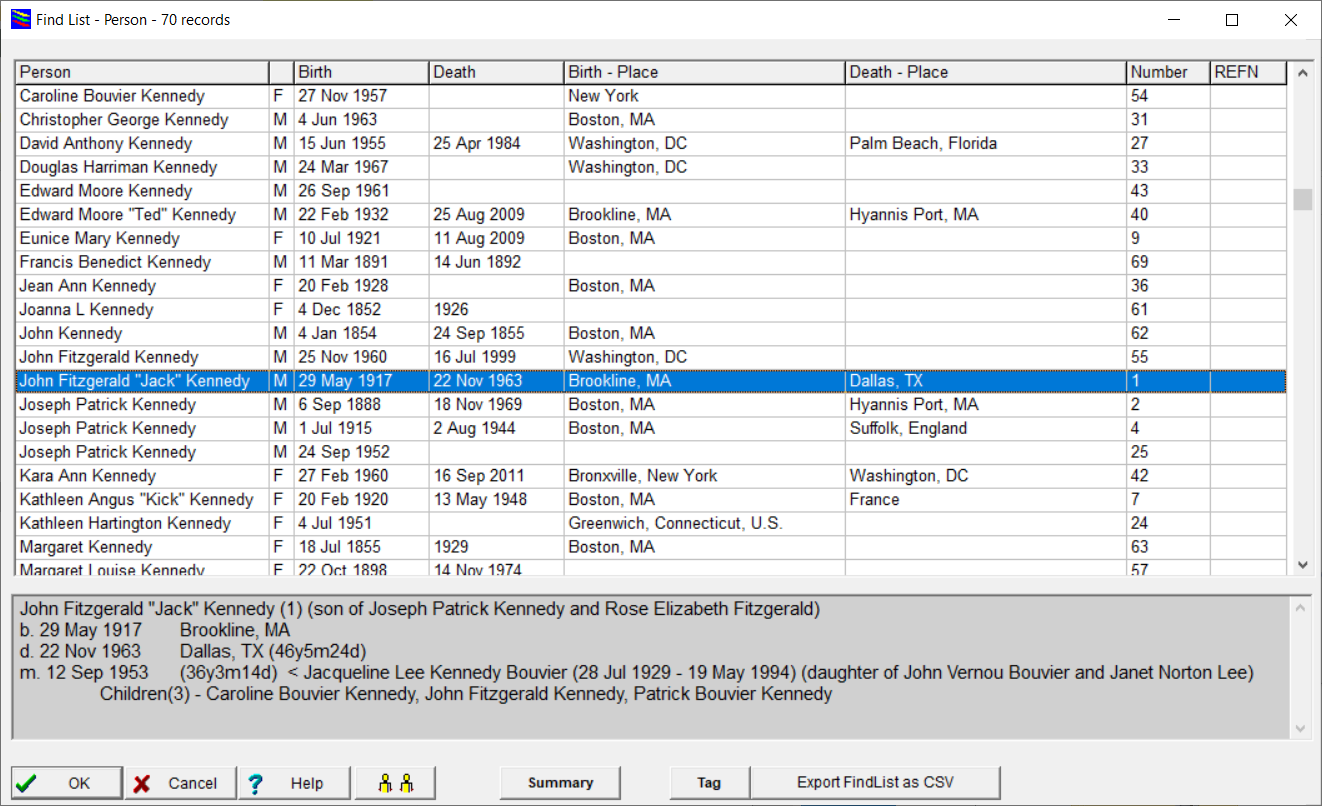 Find List - Person - 70 records
Person Birth Death Birth - Place Death - Place Number REFN
Caroline Bouvier Kennedy F 27 Nov 1957 New York 54
Christopher George Kennedy M 4 Jun 1963 Boston, MA 31
David Anthony Kennedy M 15 Jun 1955 25 Apr 1984 Washington, DC Palm Beach, Florida 27
Douglas Harriman Kennedy M 24 Mar 1967 Washington, DC 33
Edward Moore Kennedy M 26 Sep 1961 43
Edward Moore "Ted" Kennedy M 22 Feb 1932 25 Aug 2009 Brookline, MA Hyannis Port, MA 40
Eunice Mary Kennedy F 10 Jul 1921 11 Aug 2009 Boston, MA 9
Francis Benedict Kennedy M 11 Mar 1891 14 Jun 1892 69
Jean Ann Kennedy F 20 Feb 1928 Boston, MA 36
Joanna L Kennedy F 4 Dec 1852 1926 61
John Kennedy M 4 Jan 1854 24 Sep 1855 Boston, MA 62
John Fitzgerald Kennedy M 25 Nov 1960 16 Jul 1999 Washington, DC 55
John Fitzgerald "Jack" Kennedy M 29 May 1917 22 Nov 1963 Brookline, MA Dallas, TX 1
Joseph Patrick Kennedy M 6 Sep 1888 18 Nov 1969 Boston, MA Hyannis Port, MA 2
Joseph Patrick Kennedy M 1 Jul 1915 2 Aug 1944 Boston, MA Suffolk, England 4
Joseph Patrick Kennedy M 24 Sep 1952 25
Kara Ann Kennedy F 27 Feb 1960 16 Sep 2011 Bronxville, New York Washington, DC 42
Kathleen Angus "Kick" Kennedy F 20 Feb 1920 13 May 1948 Boston, MA France 7
Kathleen Hartington Kennedy F 4 Jul 1951 Greenwich, Connecticut, U.S. 24
Margaret Kennedy F 18 Jul 1855 1929 Boston, MA 63
Margaret Louise Kennedy F 22 Oct 1898 14 Nov 1974 57
John Fitzgerald "Jack" Kennedy (1) (son of Joseph Patrick Kennedy and Rose Elizabeth Fitzgerald)
b. 29 May 1917 Brookline, MA
d. 22 Nov 1963 Dallas, TX (46y5m24d)
m. 12 Sep 1953 (36y3m14d) < Jacqueline Lee Kennedy Bouvier (28 Jul 1929 - 19 May 1994) (daughter of John Vernou Bouvier and Janet Norton Lee)
Children(3) - Caroline Bouvier Kennedy, John Fitzgerald Kennedy, Patrick Bouvier Kennedy
OK Cancel Help Summary Tag Export FindList as CSV